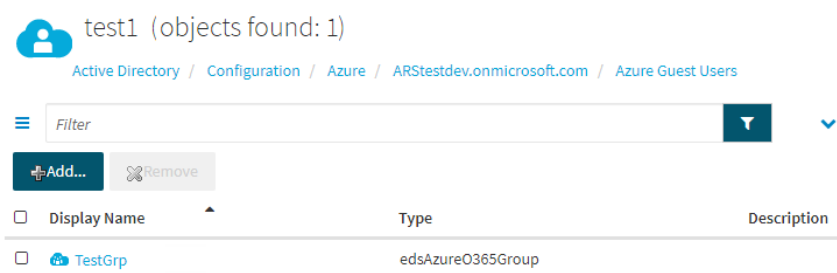 test1 (objects found: 1)
Active Directory / Configuration / Azure / ARStestdev.onmicrosoft.com / Azure Guest Users
Filter
Add... Remove
Display Name Type Description
TestGrp edsAzureO365Group